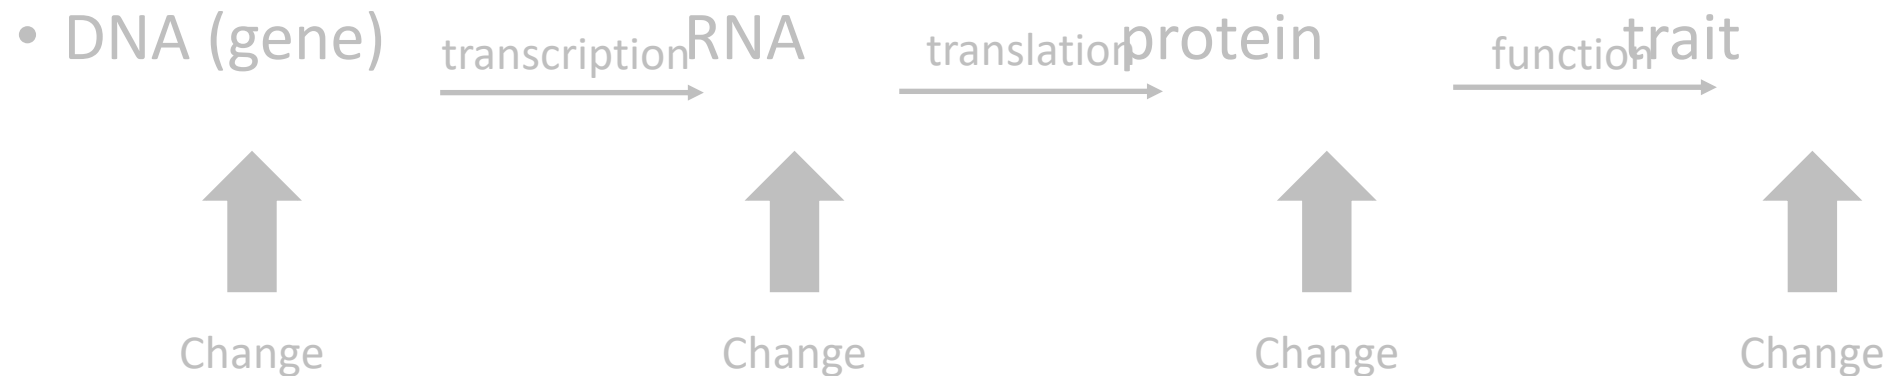 • DNA (gene) transcription RNA translation protein function trait
Change Change Change Change